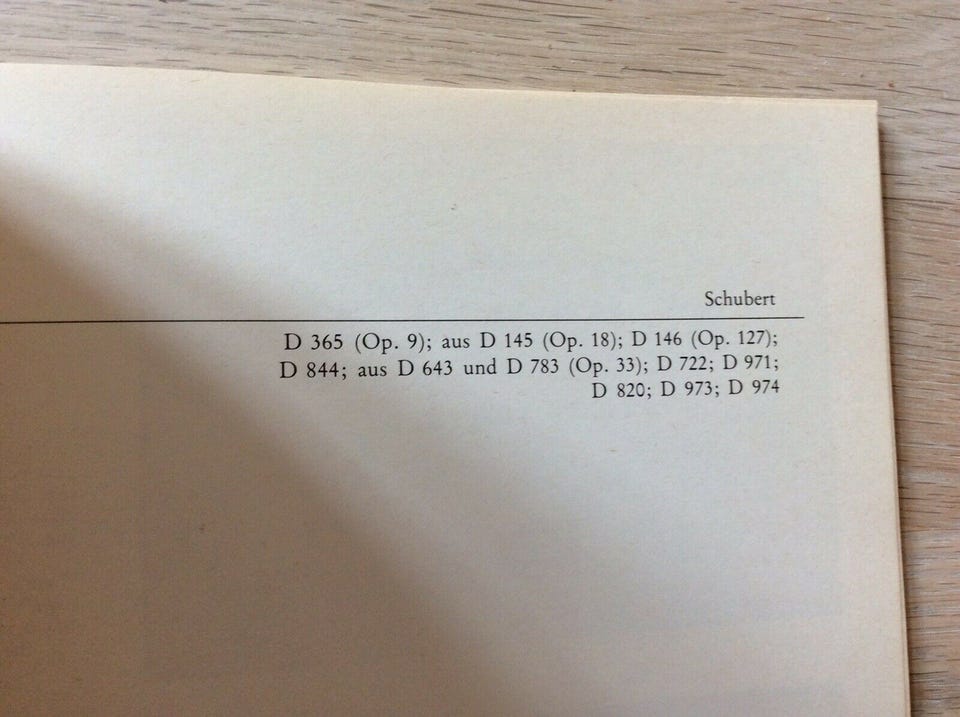 Schubert
D 365 (Op. 9); aus D 145 (Op. 18); D 146 (Op. 127);
D 844; aus D 643 und D 783 (Op. 33); D 722; D 971;
D 820; D 973; D 974